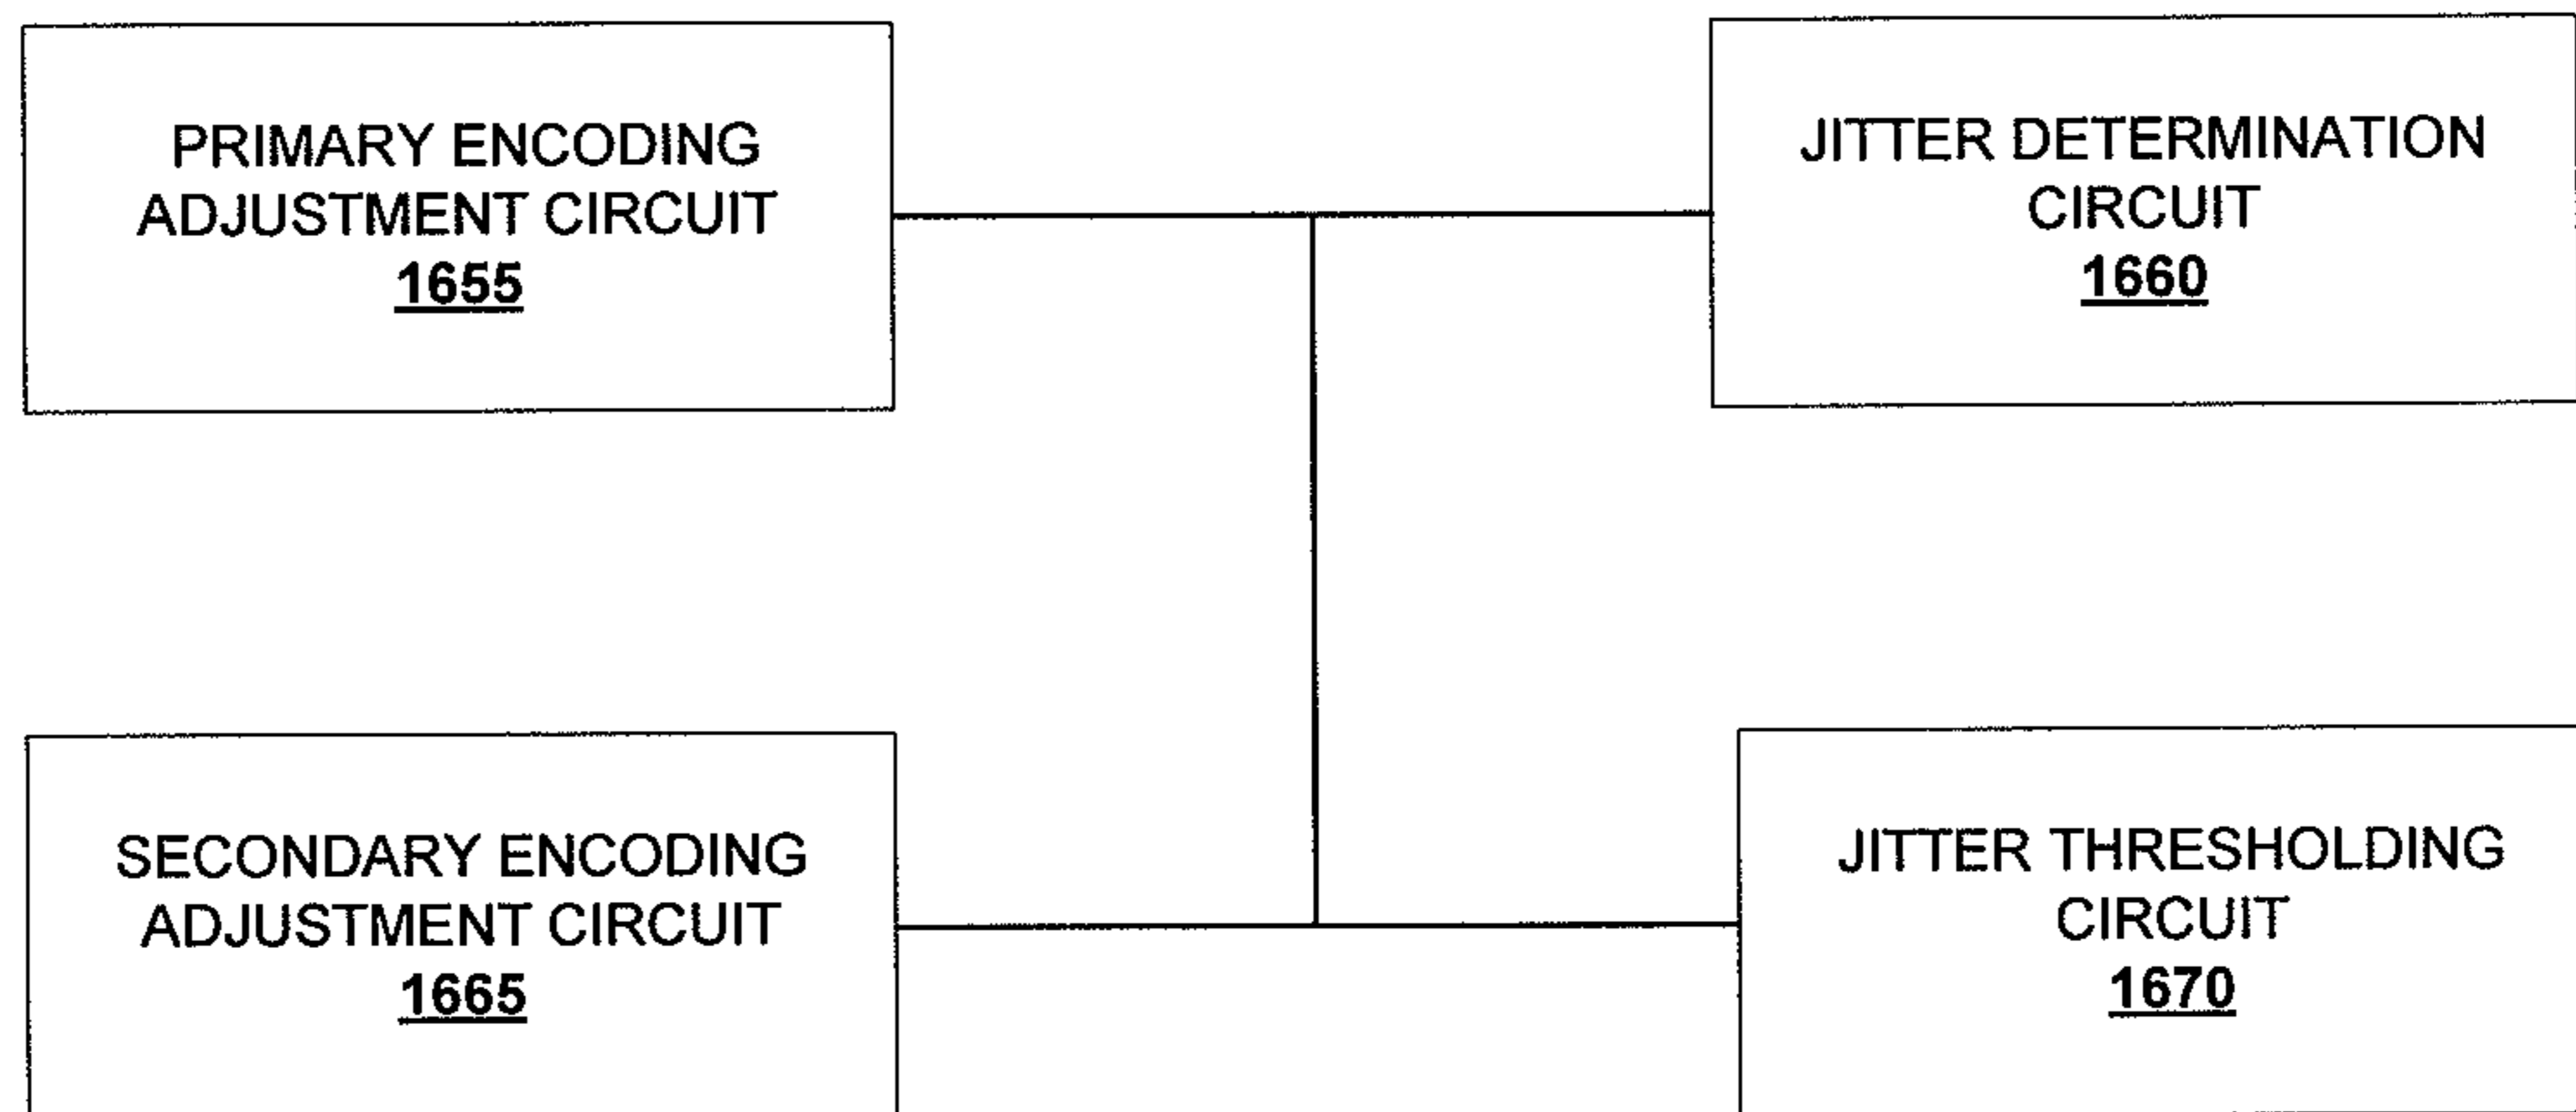 PRIMARY ENCODING
ADJUSTMENT CIRCUIT
1655
JITTER DETERMINATION
CIRCUIT
1660
SECONDARY ENCODING
ADJUSTMENT CIRCUIT
1665
JITTER THRESHOLDING
CIRCUIT
1670